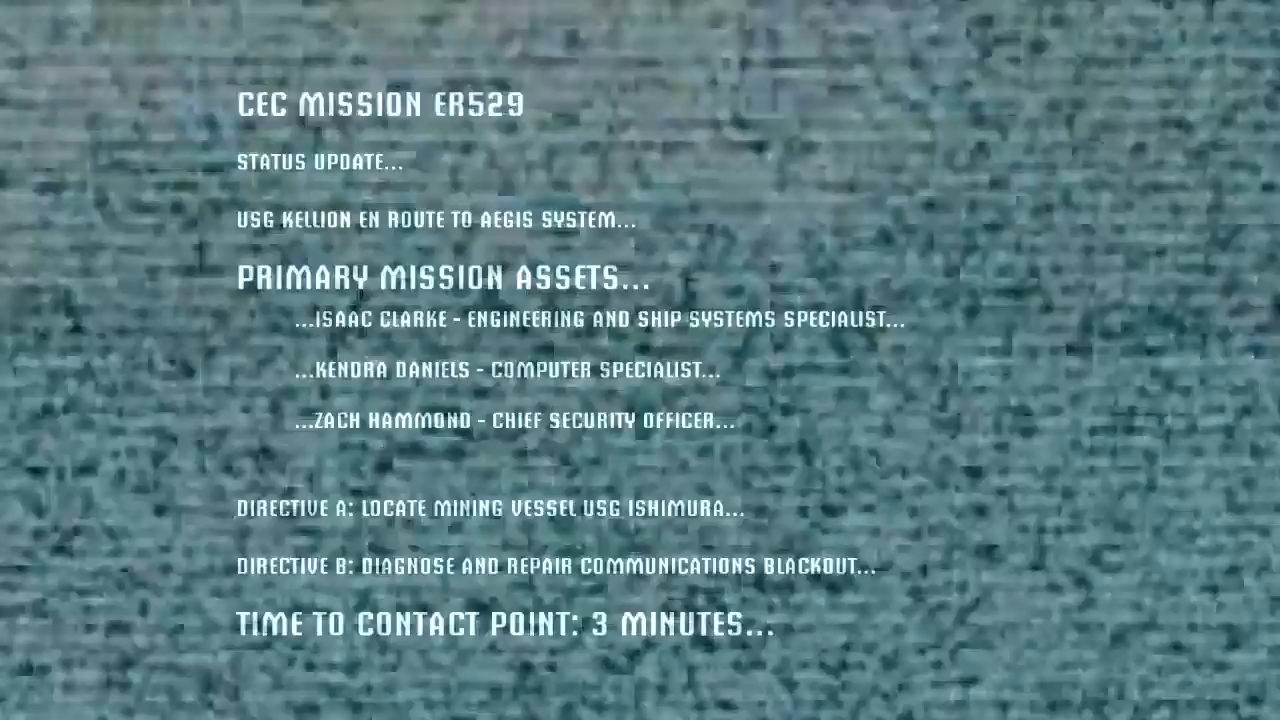 CEC MISSION ER529
STATUS UPDATE...
USG KELLION EN ROUTE TO AEGIS SYSTEM...
PRIMARY MISSION ASSETS...
...ISAAC CLARKE - ENGINEERING AND SHIP SYSTEMS SPECIALIST...
...KENDRA DANIELS - COMPUTER SPECIALIST...
...ZACH HAMMOND - CHIEF SECURITY OFFICER...
DIRECTIVE A: LOCATE MINING VESSEL USG ISHIMURA...
DIRECTIVE B: DIAGNOSE AND REPAIR COMMUNICATIONS BLACKOUT...
TIME TO CONTACT POINT: 3 MINUTES...